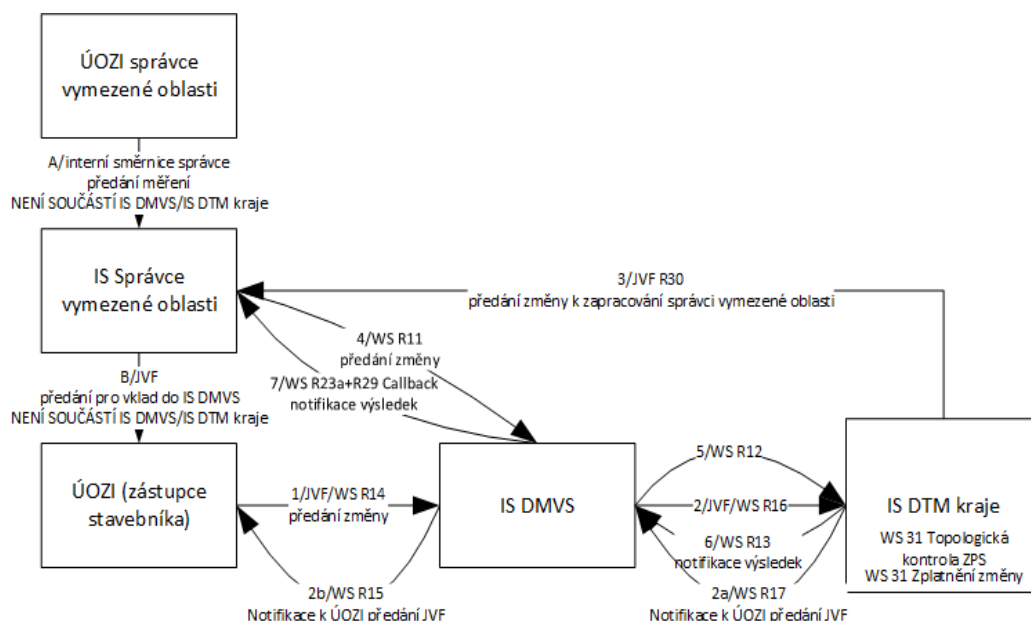 ÚOZI správce
vymezené oblasti
A/interní směrnice správce
předání měření
NENÍ SOUČÁSTÍ IS DMVS/IS DTM kraje
IS Správce
vymezené oblasti
3/JVF R30
předání změny k zapracování správci vymezené oblasti
4/WS R11
předání změny
7/WS R23a+R29 Callback
notifikace výsledek
B/JVF
předání pro vklad do IS DMVS
NENÍ SOUČÁSTÍ IS DMVS/IS DTM kraje
ÚOZI (zástupce
stavebníka)
1/JVF/WS R14
předání změny
2b/WS R15
Notifikace k ÚOZI předání JVF
IS DMVS
5/WS R12
2/JVF/WS R16
6/WS R13
notifikace výsledek
2a/WS R17
Notifikace k ÚOZI předání JVF
IS DTM kraje
WS 31 Topologická
kontrola ZPS
WS 31 Zplatnění změny